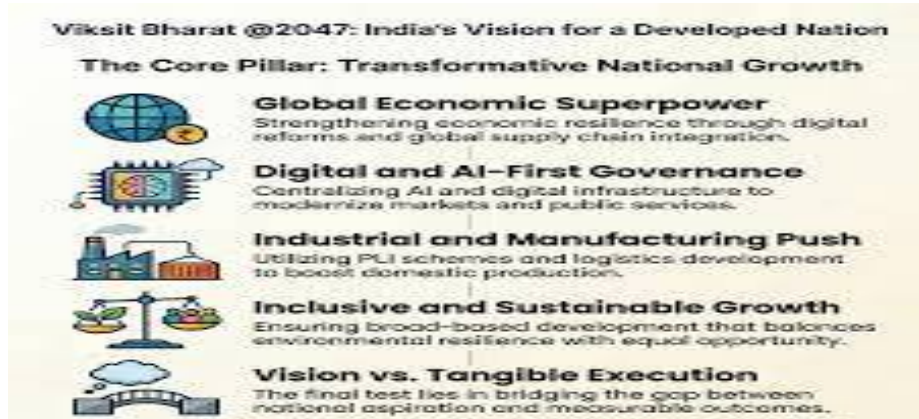 Viksit Bharat @2047: India's Vision for a Developed Nation
The Core Pillar: Transformative National Growth
Global Economic Superpower
Strengthening economic resilience through digital
reforms and global supply chain integration.
₹
Digital and AI-First Governance
Centralizing AI and digital infrastructure to
modernize markets and public services.
Industrial and Manufacturing Push
Utilizing PLI schemes and logistics development
to boost domestic production.
Inclusive and Sustainable Growth
Ensuring broad-based development that balances
environmental resilience with equal opportunity.
Vision vs. Tangible Execution
The final test lies in bridging the gap between
national aspiration and measurable outcomes